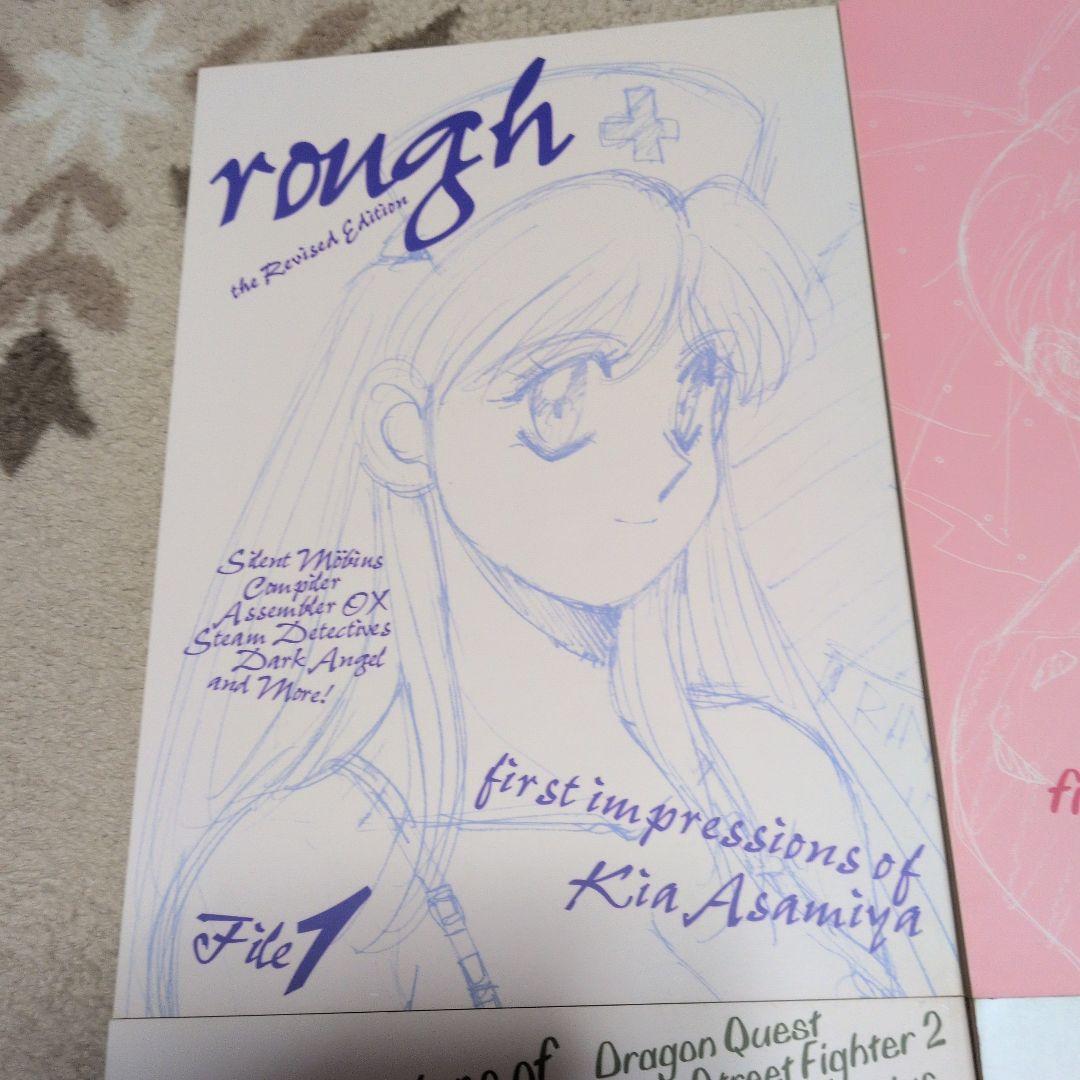 rough
the Revised Edition
Silent Möbius
Compiler
Assembler OX
Steam Detectives
Dark Angel
and More!
first impressions of
Kia Asamiya
File 1
of
Dragon Quest
Street Fighter 2